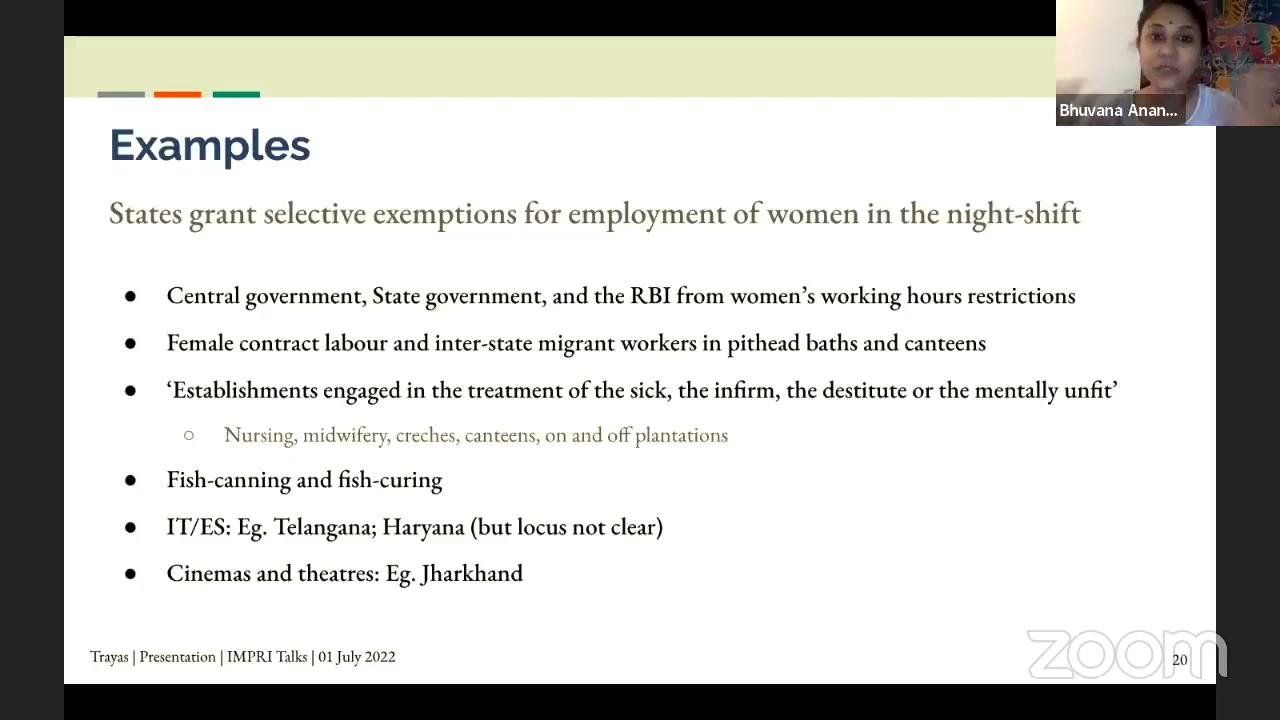 Bhuvana Anan...
Examples
States grant selective exemptions for employment of women in the night-shift
● Central government, State government, and the RBI from women's working hours restrictions
● Female contract labour and inter-state migrant workers in pithead baths and canteens
● ‘Establishments engaged in the treatment of the sick, the infirm, the destitute or the mentally unfit’
○ Nursing, midwifery, creches, canteens, on and off plantations
● Fish-canning and fish-curing
● IT/ES: Eg. Telangana; Haryana (but locus not clear)
● Cinemas and theatres: Eg. Jharkhand
Trayas | Presentation | IMPRI Talks | 01 July 2022
zoom
20